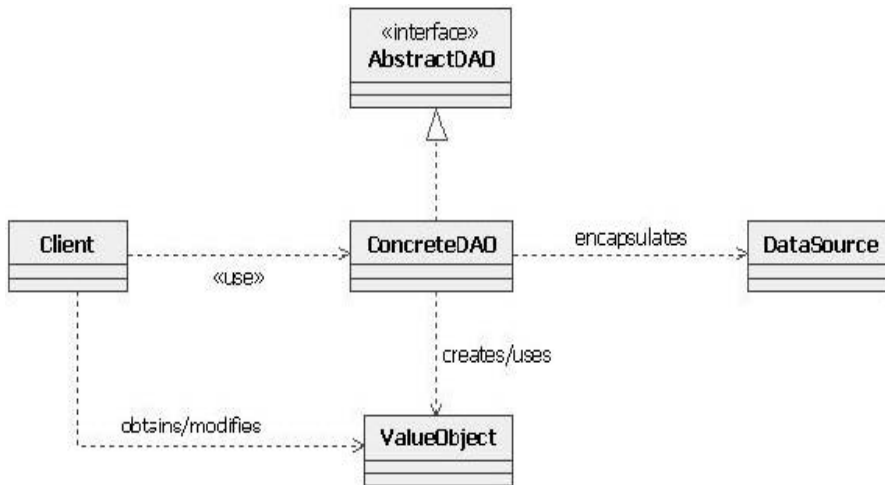 «interface»
AbstractDAO
Client
ConcreteDAO
encapsulates
DataSource
«use»
creates/uses
obtains/modifies
ValueObject